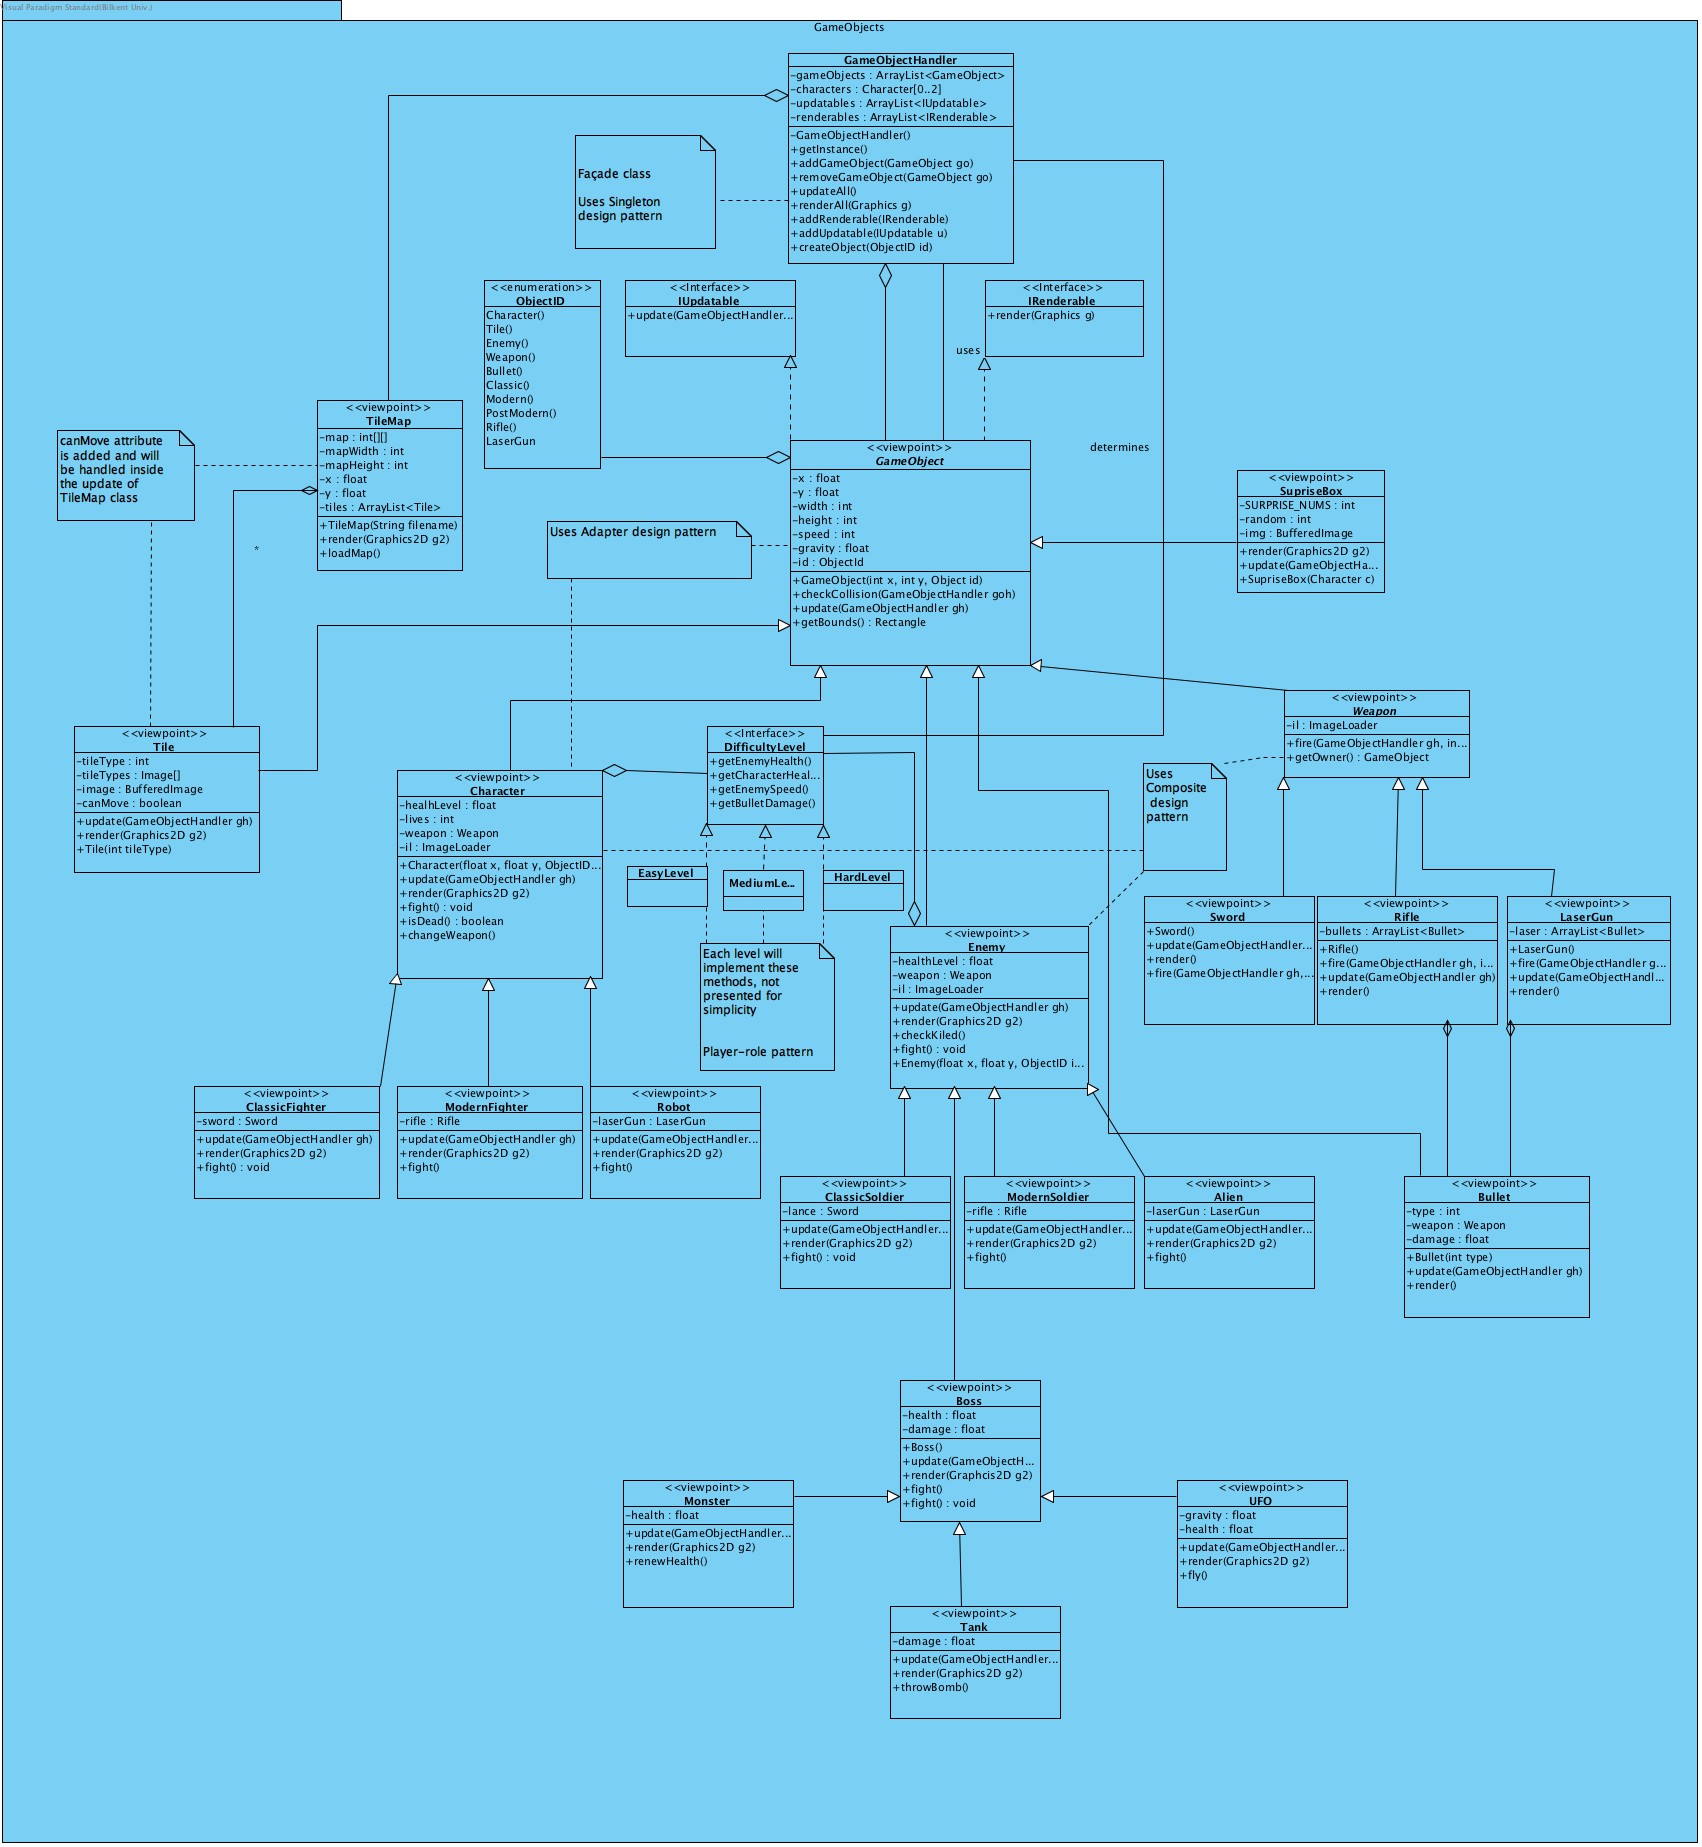 Visual Paradigm Standard(Bilkent Univ.)
GameObjects
GameObjectHandler
-gameObjects : ArrayList<GameObject>
-characters : Character[0..2]
-updatables : ArrayList<IUpdatable>
-renderables : ArrayList<IRenderable>
-GameObjectHandler()
+getInstance()
+addGameObject(GameObject go)
+removeGameObject(GameObject go)
+updateAll()
+renderAll(Graphics g)
+addRenderable(IRenderable)
+addUpdatable(IUpdatable u)
+createObject(ObjectID id)
Façade class
Uses Singleton
design pattern
<<enumeration>>
ObjectID
Character()
Tile()
Enemy()
Weapon()
Bullet()
Classic()
Modern()
PostModern()
Rifle()
LaserGun
<<Interface>>
IUpdatable
+update(GameObjectHandler...
<<Interface>>
IRenderable
+render(Graphics g)
uses
determines
<<viewpoint>>
TileMap
-map : int[][]
-mapWidth : int
-mapHeight : int
-x : float
-y : float
-tiles : ArrayList<Tile>
+TileMap(String filename)
+render(Graphics2D g2)
+loadMap()
canMove attribute
is added and will
be handled inside
the update of
TileMap class
*
Uses Adapter design pattern
<<viewpoint>>
GameObject
-x : float
-y : float
-width : int
-height : int
-speed : int
-gravity : float
-id : ObjectId
+GameObject(int x, int y, Object id)
+checkCollision(GameObjectHandler goh)
+update(GameObjectHandler gh)
+getBounds() : Rectangle
<<viewpoint>>
SupriseBox
-SURPRISE_NUMS : int
-random : int
-img : BufferedImage
+render(Graphics2D g2)
+update(GameObjectHa...
+SupriseBox(Character c)
<<viewpoint>>
Weapon
-il : ImageLoader
+fire(GameObjectHandler gh, in...
+getOwner() : GameObject
<<viewpoint>>
Tile
-tileType : int
-tileTypes : Image[]
-image : BufferedImage
-canMove : boolean
+update(GameObjectHandler gh)
+render(Graphics2D g2)
+Tile(int tileType)
<<viewpoint>>
Character
-healhLevel : float
-lives : int
-weapon : Weapon
-il : ImageLoader
+Character(float x, float y, ObjectID...
+update(GameObjectHandler gh)
+render(Graphics2D g2)
+fight() : void
+isDead() : boolean
+changeWeapon()
<<Interface>>
DifficultyLevel
+getEnemyHealth()
+getCharacterHeal...
+getEnemySpeed()
+getBulletDamage()
Uses
Composite
design
pattern
EasyLevel
MediumLe...
HardLevel
Each level will
implement these
methods, not
presented for
simplicity
Player-role pattern
<<viewpoint>>
Enemy
-healthLevel : float
-weapon : Weapon
-il : ImageLoader
+update(GameObjectHandler gh)
+render(Graphics2D g2)
+checkKiled()
+fight() : void
+Enemy(float x, float y, ObjectID i...
<<viewpoint>>
Sword
+Sword()
+update(GameObjectHandler...
+render()
+fire(GameObjectHandler gh,...
<<viewpoint>>
Rifle
-bullets : ArrayList<Bullet>
+Rifle()
+fire(GameObjectHandler gh, i...
+update(GameObjectHandler gh)
+render()
<<viewpoint>>
LaserGun
-laser : ArrayList<Bullet>
+LaserGun()
+fire(GameObjectHandler g...
+update(GameObjectHandl...
+render()
<<viewpoint>>
ClassicFighter
-sword : Sword
+update(GameObjectHandler gh)
+render(Graphics2D g2)
+fight() : void
<<viewpoint>>
ModernFighter
-rifle : Rifle
+update(GameObjectHandler gh)
+render(Graphics2D g2)
+fight()
<<viewpoint>>
Robot
-laserGun : LaserGun
+update(GameObjectHandler...
+render(Graphics2D g2)
+fight()
<<viewpoint>>
ClassicSoldier
-lance : Sword
+update(GameObjectHandler...
+render(Graphics2D g2)
+fight() : void
<<viewpoint>>
ModernSoldier
-rifle : Rifle
+update(GameObjectHandler...
+render(Graphics2D g2)
+fight()
<<viewpoint>>
Alien
-laserGun : LaserGun
+update(GameObjectHandler...
+render(Graphics2D g2)
+fight()
<<viewpoint>>
Bullet
-type : int
-weapon : Weapon
-damage : float
+Bullet(int type)
+update(GameObjectHandler gh)
+render()
<<viewpoint>>
Boss
-health : float
-damage : float
+Boss()
+update(GameObjectH...
+render(Graphcis2D g2)
+fight()
+fight() : void
<<viewpoint>>
Monster
-health : float
+update(GameObjectHandler...
+render(Graphics2D g2)
+renewHealth()
<<viewpoint>>
UFO
-gravity : float
-health : float
+update(GameObjectHandler...
+render(Graphics2D g2)
+fly()
<<viewpoint>>
Tank
-damage : float
+update(GameObjectHandler...
+render(Graphics2D g2)
+throwBomb()